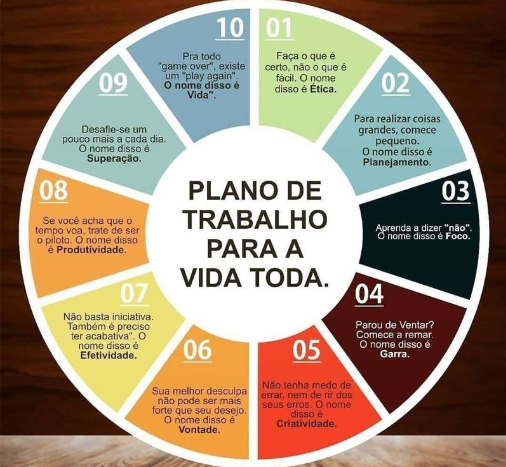 PLANO DE
TRABALHO
PARA A
VIDA TODA.
01
Faça o que é
certo, não o que é
fácil. O nome
disso é Ética.
02
Para realizar coisas
grandes, comece
pequeno.
O nome disso é
Planejamento.
03
Aprenda a dizer "não".
O nome disso é Foco.
04
Parou de Ventar?
Comece a remar.
O nome disso é
Garra.
05
Não tenha medo de
errar, nem de rir dos
seus erros. O nome
disso é
Criatividade.
06
Sua melhor desculpa
não pode ser mais
forte que seu desejo.
O nome disso é
Vontade.
07
Não basta iniciativa.
Também é preciso
ter acabativa". O
nome disso é
Efetividade.
08
Se você acha que o
tempo voa, trate de ser
o piloto. O nome disso
é Produtividade.
09
Desafie-se um
pouco mais a cada dia.
O nome disso é
Superação.
10
Pra todo
"game over", existe
um "play again".
O nome disso é
Vida".